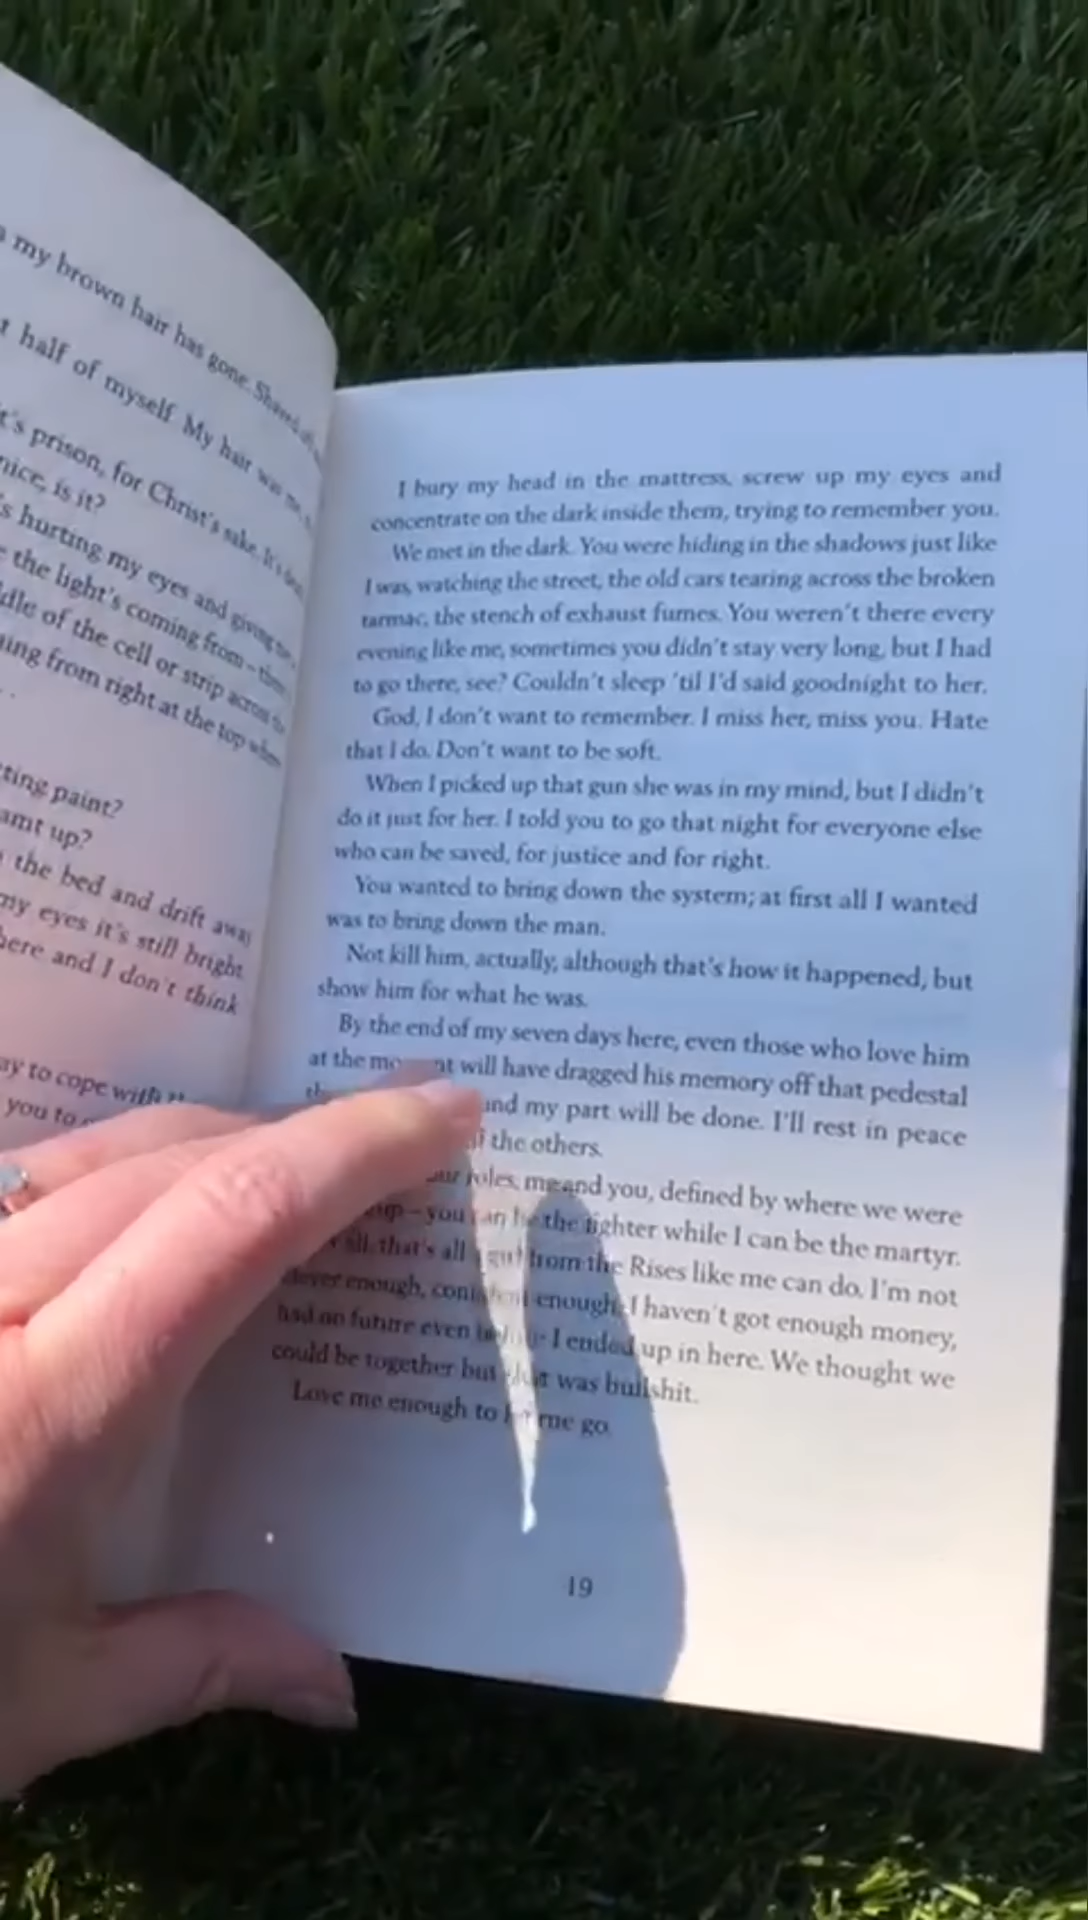 my brown hair has gone. Shaved
half of myself. My hair was
it's prison, for Christ's sake. It's
nice, is it?
hurting my eyes and giving
the light's coming from – 
of the cell or strip across
from right at the top
paint?
up?
the bed and drift away
my eyes it's still bright
here and I don't think
to cope with
you to
I bury my head in the mattress, screw up my eyes and
concentrate on the dark inside them, trying to remember you.
We met in the dark. You were hiding in the shadows just like
I was, watching the street, the old cars tearing across the broken
tarmac, the stench of exhaust fumes. You weren't there every
evening like me, sometimes you didn't stay very long, but I had
to go there, see? Couldn't sleep 'til I'd said goodnight to her.
God, I don't want to remember. I miss her, miss you. Hate
that I do. Don't want to be soft.
When I picked up that gun she was in my mind, but I didn't
do it just for her. I told you to go that night for everyone else
who can be saved, for justice and for right.
You wanted to bring down the system; at first all I wanted
was to bring down the man.
Not kill him, actually, although that's how it happened, but
show him for what he was.
By the end of my seven days here, even those who love him
at the moment will have dragged his memory off that pedestal
and my part will be done. I'll rest in peace
the others.
roles, me and you, defined by where we were
– you can be the fighter while I can be the martyr.
all, that's all a girl from the Rises like me can do. I'm not
clever enough, confident enough, I haven't got enough money,
had no future even before I ended up in here. We thought we
could be together but that was bullshit.
Love me enough to let me go.
19